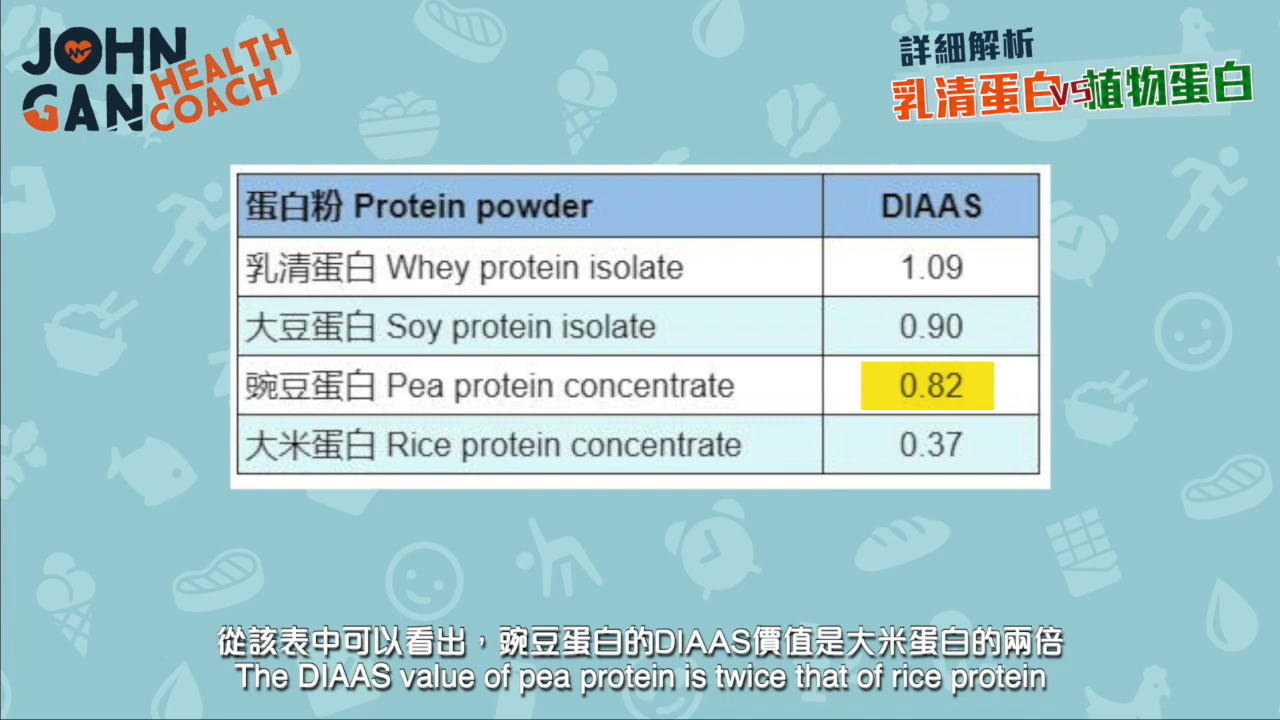 JOHN
GAN
HEALTH
COACH
詳細解析
乳清蛋白vs植物蛋白
蛋白粉 Protein powder DIAAS
乳清蛋白 Whey protein isolate 1.09
大豆蛋白 Soy protein isolate 0.90
豌豆蛋白 Pea protein concentrate 0.82
大米蛋白 Rice protein concentrate 0.37
從該表中可以看出，豌豆蛋白的DIAAS價值是大米蛋白的兩倍
The DIAAS value of pea protein is twice that of rice protein